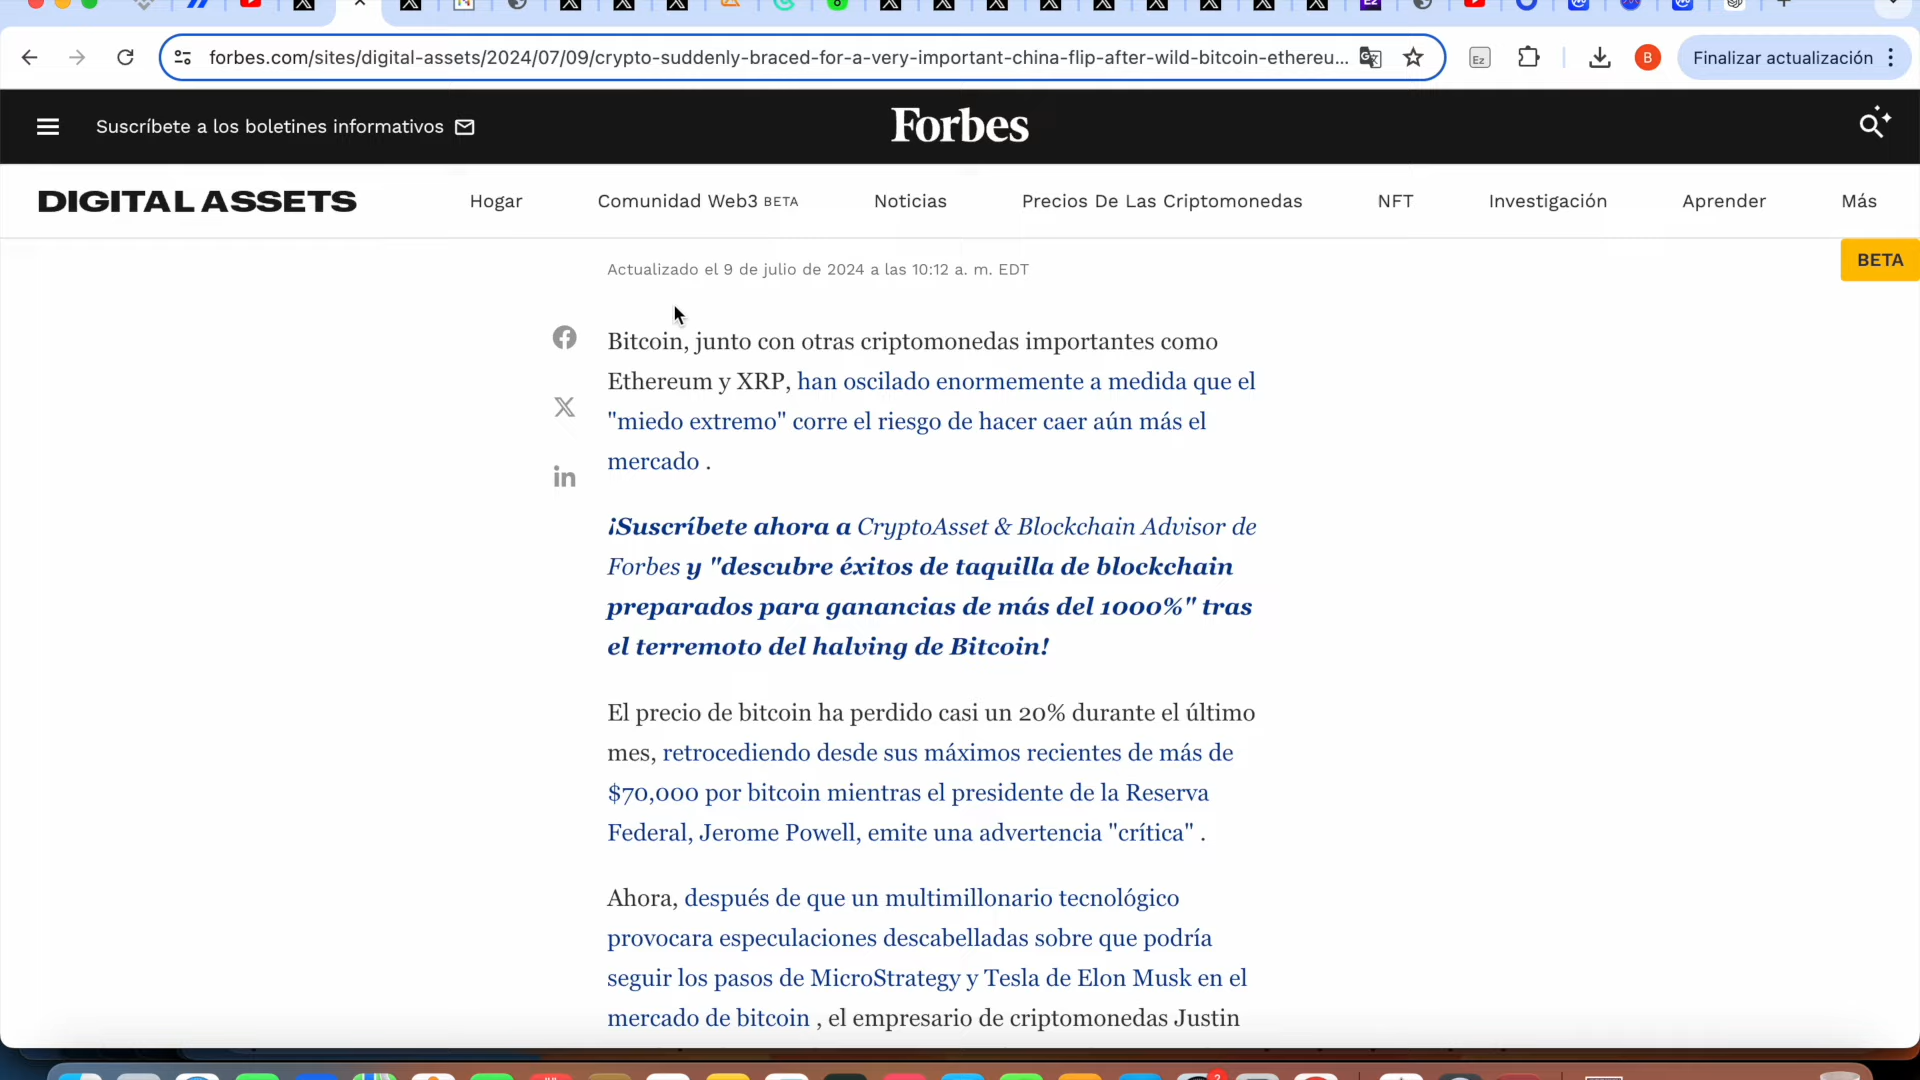 forbes.com/sites/digital-assets/2024/07/09/crypto-suddenly-braced-for-a-very-important-china-flip-after-wild-bitcoin-ethereu...
Ez
B
Finalizar actualización
Suscríbete a los boletines informativos
Forbes
DIGITAL ASSETS
Hogar
Comunidad Web3 BETA
Noticias
Precios De Las Criptomonedas
NFT
Investigación
Aprender
Más
BETA
Actualizado el 9 de julio de 2024 a las 10:12 a. m. EDT
Bitcoin, junto con otras criptomonedas importantes como
Ethereum y XRP, han oscilado enormemente a medida que el
"miedo extremo" corre el riesgo de hacer caer aún más el
mercado .
¡Suscríbete ahora a CryptoAsset & Blockchain Advisor de
Forbes y "descubre éxitos de taquilla de blockchain
preparados para ganancias de más del 1000%" tras
el terremoto del halving de Bitcoin!
El precio de bitcoin ha perdido casi un 20% durante el último
mes, retrocediendo desde sus máximos recientes de más de
$70,000 por bitcoin mientras el presidente de la Reserva
Federal, Jerome Powell, emite una advertencia "crítica" .
Ahora, después de que un multimillonario tecnológico
provocara especulaciones descabelladas sobre que podría
seguir los pasos de MicroStrategy y Tesla de Elon Musk en el
mercado de bitcoin , el empresario de criptomonedas Justin